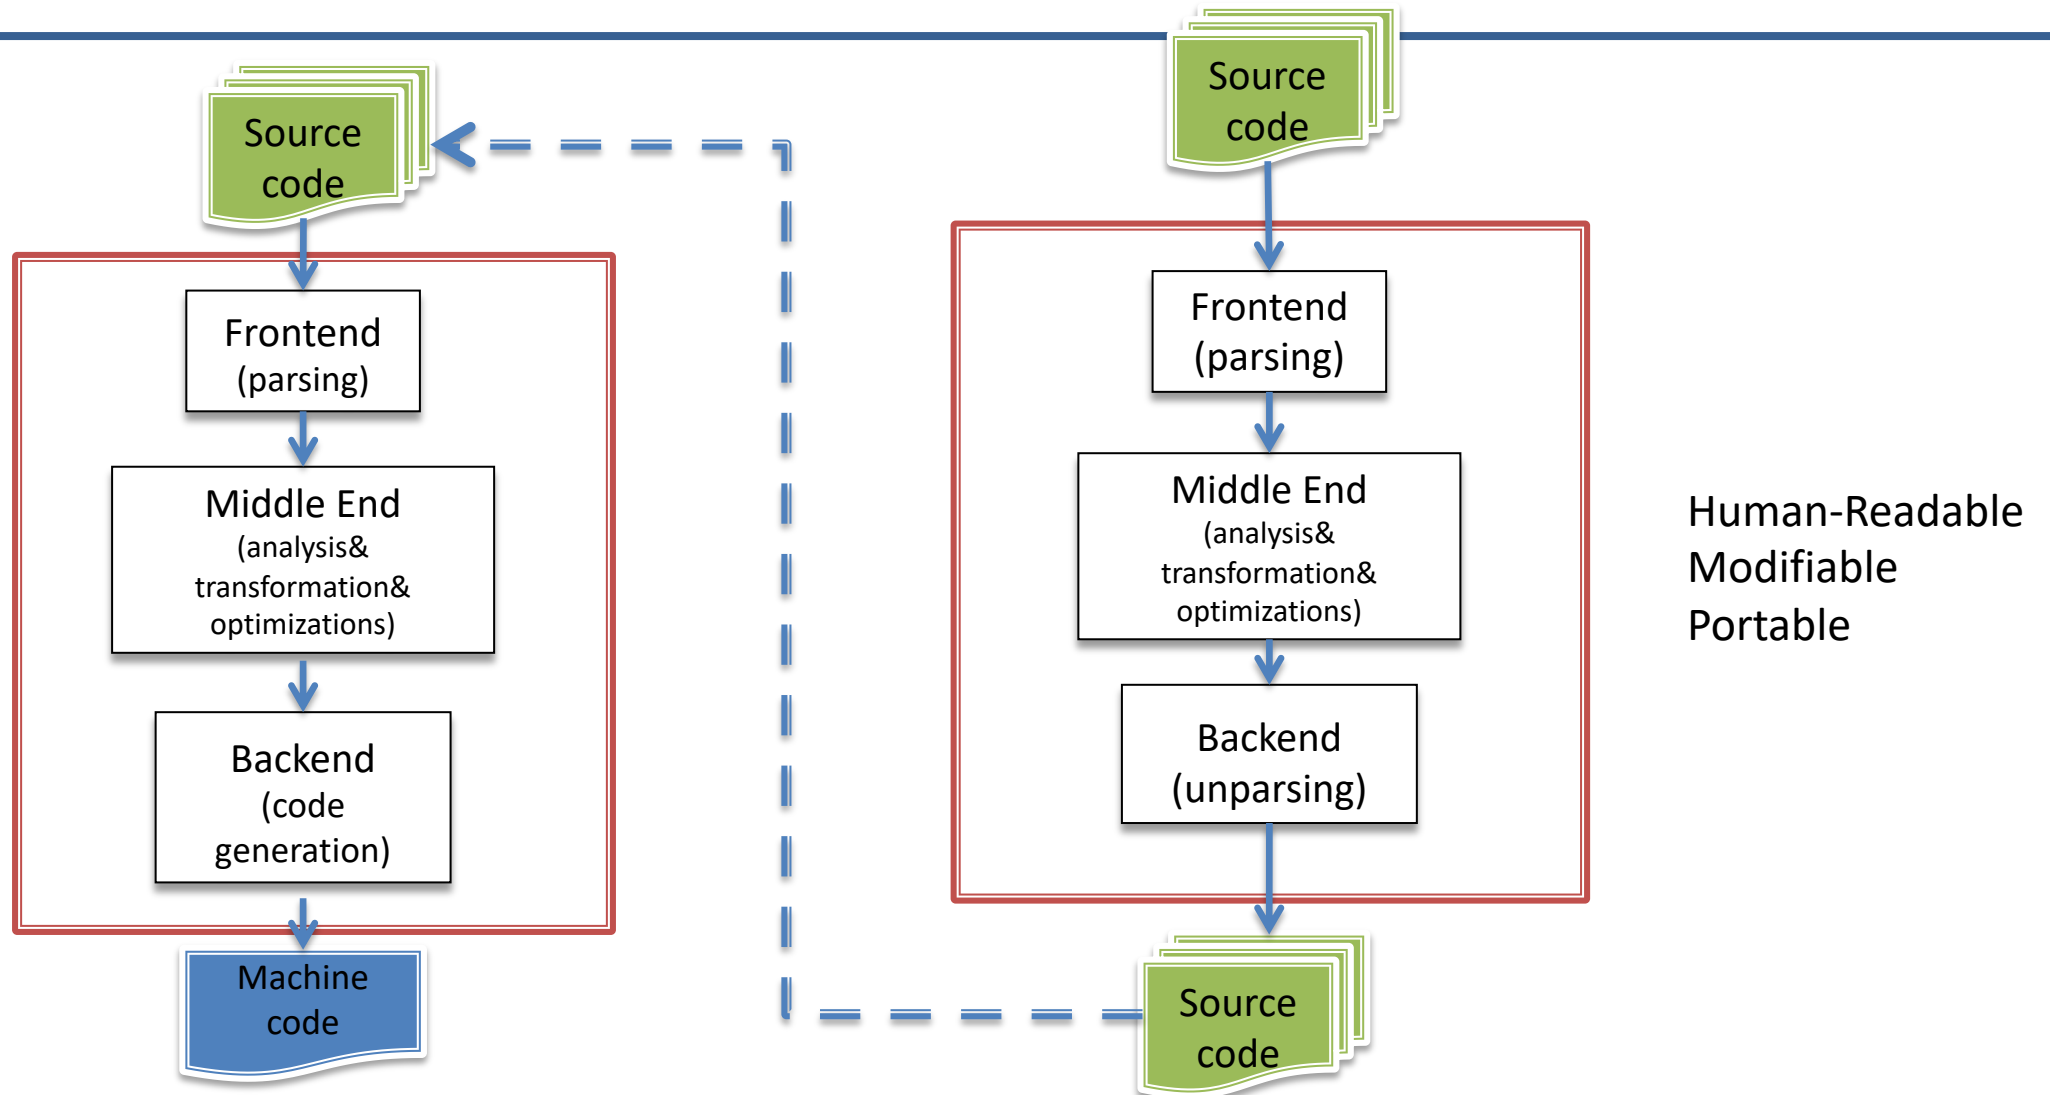 Source
code
Frontend
(parsing)
Middle End
(analysis&
transformation&
optimizations)
Backend
(code
generation)
Machine
code
Source
code
Frontend
(parsing)
Middle End
(analysis&
transformation&
optimizations)
Backend
(unparsing)
Source
code
Human-Readable
Modifiable
Portable